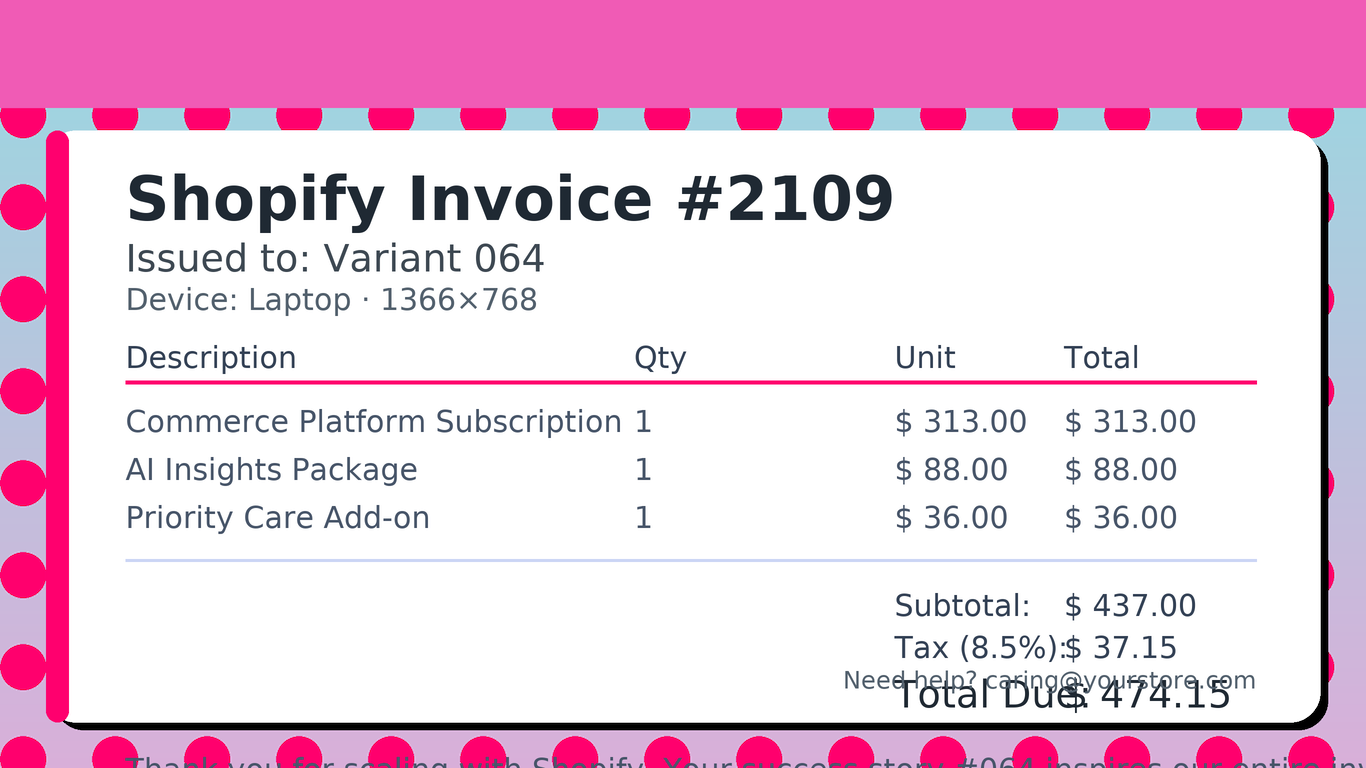 Shopify Invoice #2109
Issued to: Variant 064
Device: Laptop · 1366×768
Description Qty Unit Total
Commerce Platform Subscription 1 $ 313.00 $ 313.00
AI Insights Package 1 $ 88.00 $ 88.00
Priority Care Add-on 1 $ 36.00 $ 36.00
Subtotal: $ 437.00
Tax (8.5%): $ 37.15
Need help? caring@yourstore.com
Total Due: $ 474.15
Thank you for scaling with Shopify. Your success story #064 inspires our entire